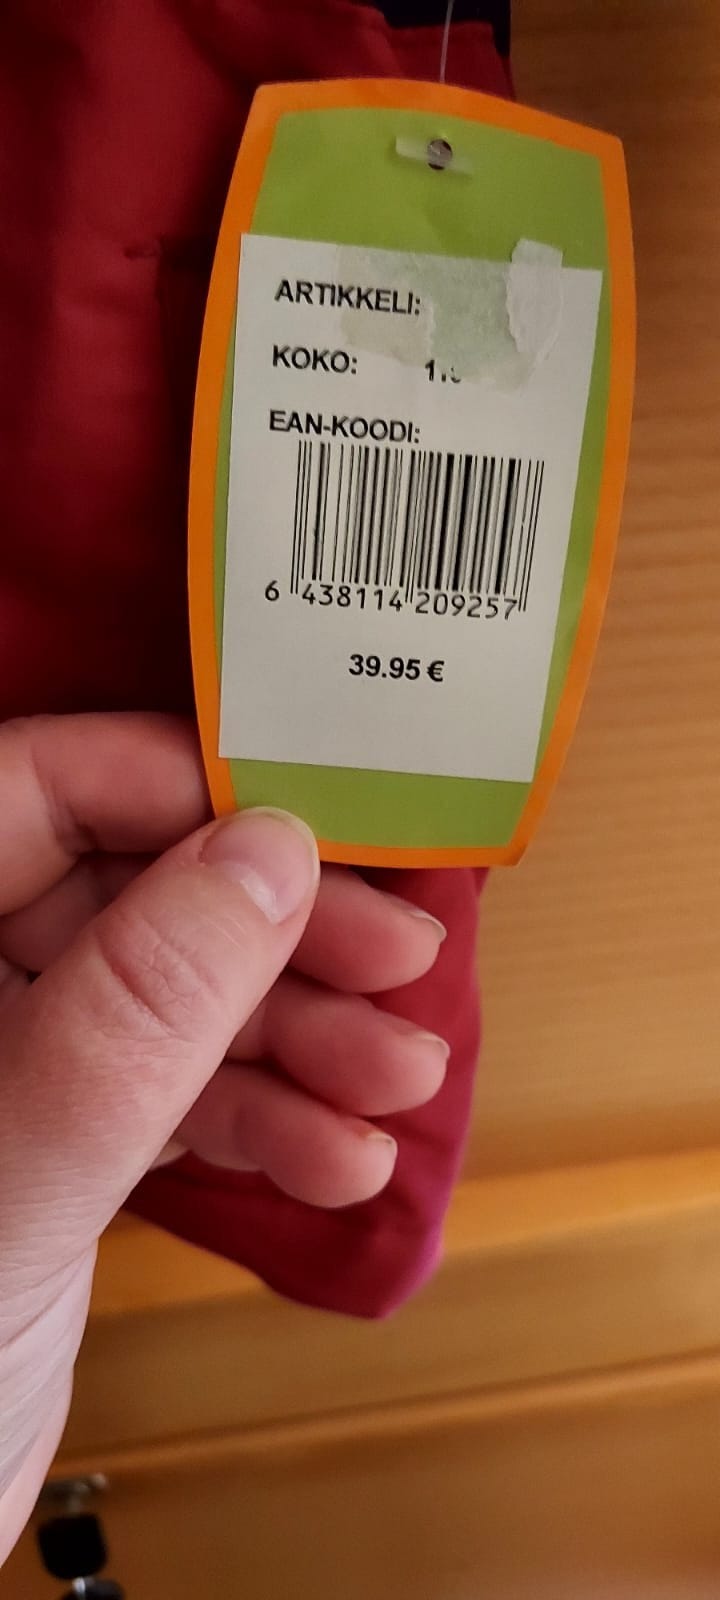 ARTIKKELI:
KOKO:
EAN-KOODI:
6 438114 209257
39.95 €